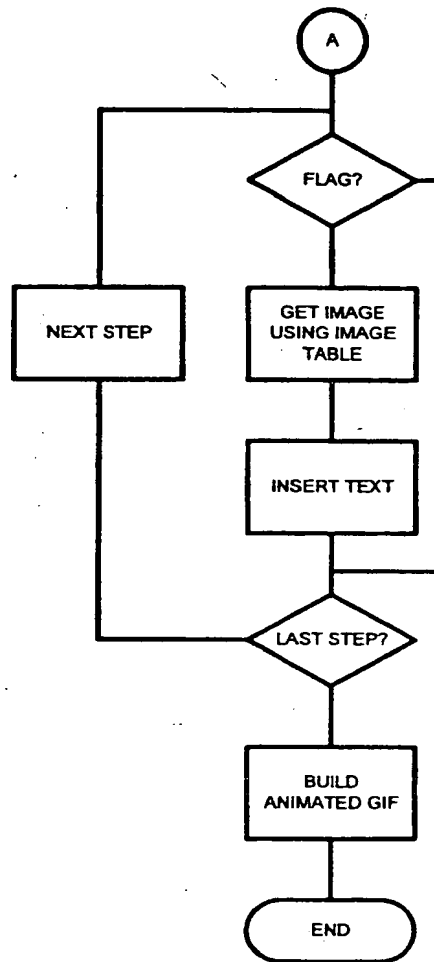 A
FLAG?
NEXT STEP
GET IMAGE
USING IMAGE
TABLE
INSERT TEXT
LAST STEP?
BUILD
ANIMATED GIF
END